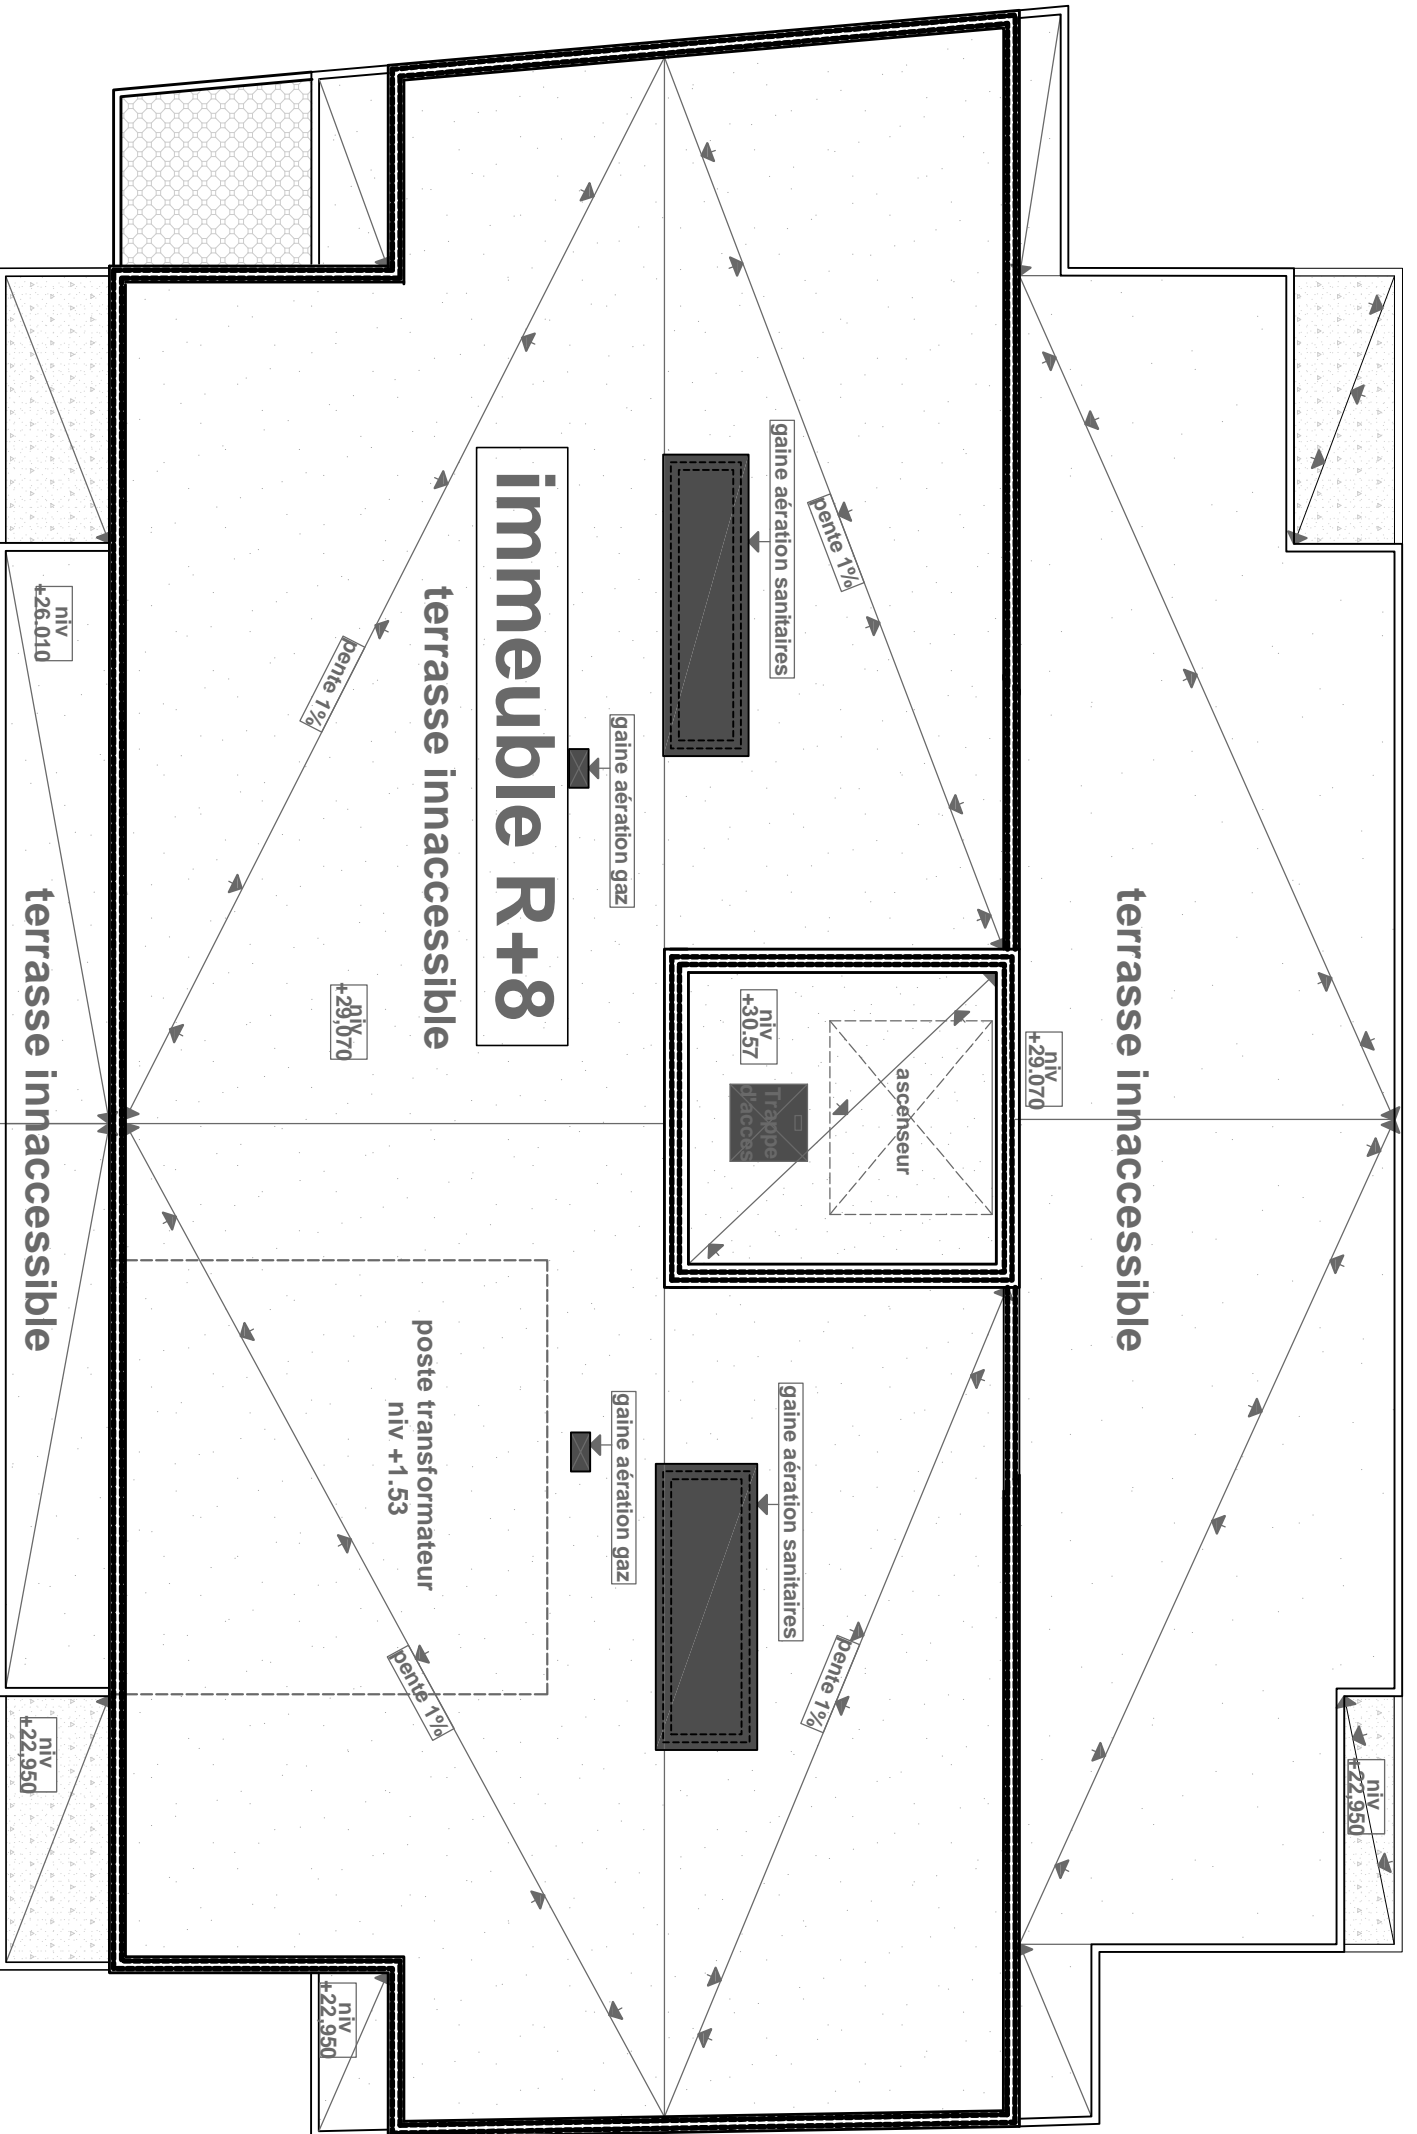 terrasse innaccessible
niv
+29.070
niv
+22,950
gaine aération sanitaires
pente 1%
niv
+30.57
ascenseur
Trappe
d'acces
gaine aération sanitaires
pente 1%
gaine aération gaz
immeuble R+8
terrasse innaccessible
pente 1%
niv
+29,070
gaine aération gaz
poste transformateur
niv +1.53
pente 1%
niv
+22,950
niv
+26.010
terrasse innaccessible
niv
+22,950